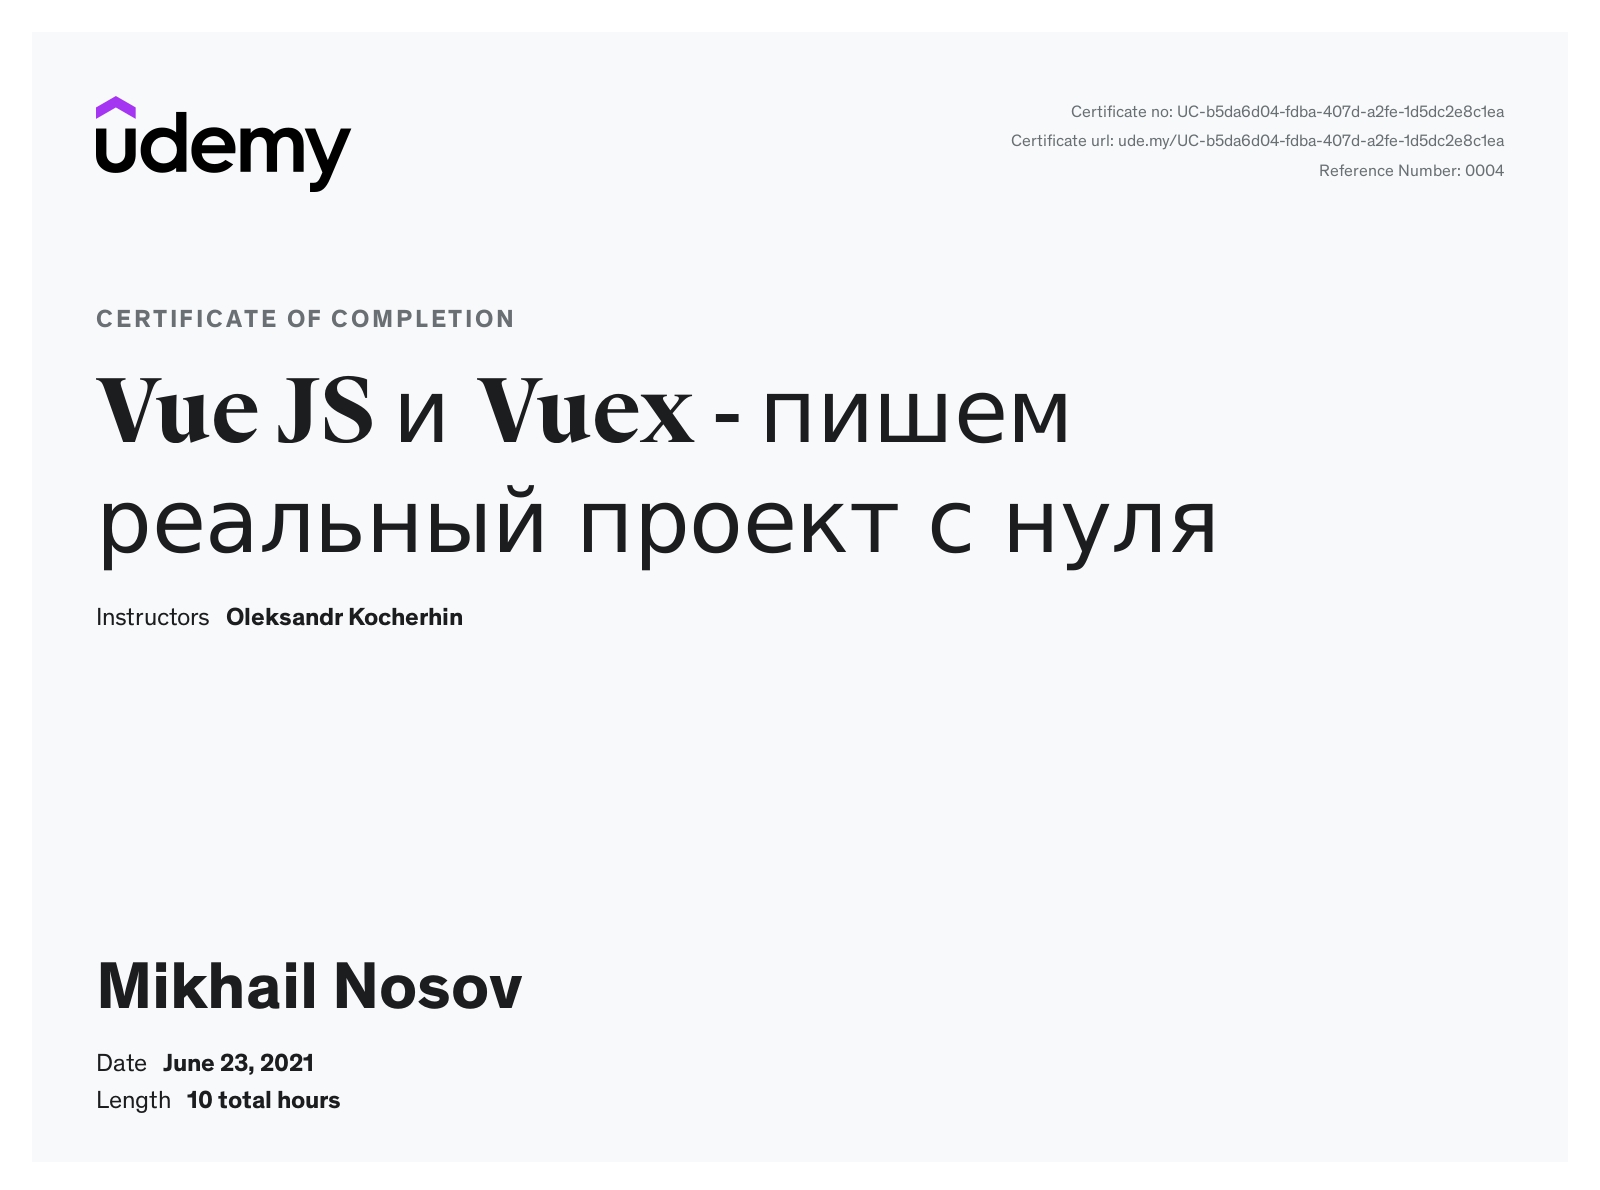 udemy
Certificate no: UC-b5da6d04-fdba-407d-a2fe-1d5dc2e8c1ea
Certificate url: ude.my/UC-b5da6d04-fdba-407d-a2fe-1d5dc2e8c1ea
Reference Number: 0004
CERTIFICATE OF COMPLETION
Vue JS и Vuex - пишем
реальный проект с нуля
Instructors Oleksandr Kocherhin
Mikhail Nosov
Date June 23, 2021
Length 10 total hours